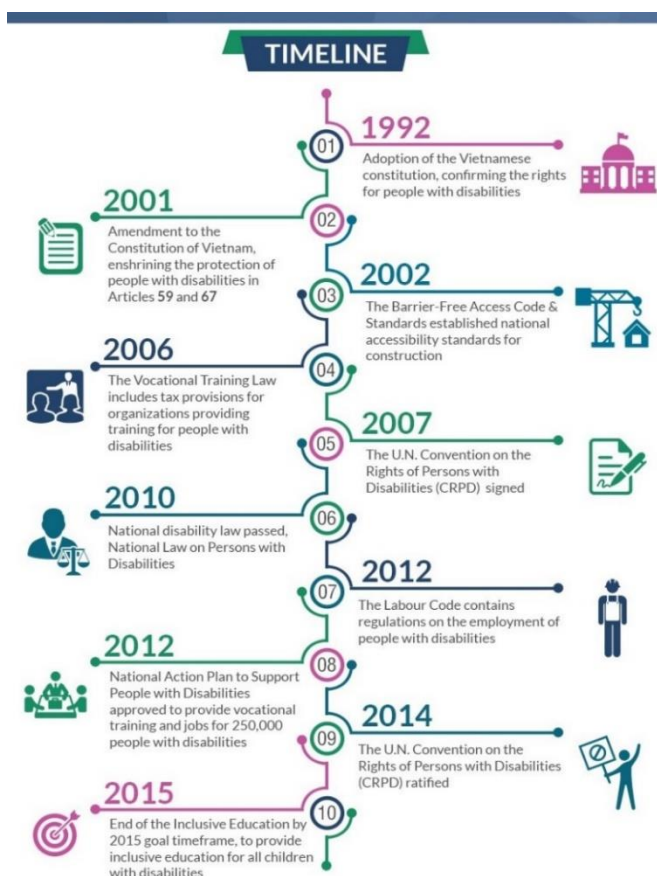 TIMELINE
01
1992
Adoption of the Vietnamese
constitution, confirming the rights
for people with disabilities
2001
Amendment to the
Constitution of Vietnam,
enshrining the protection of
people with disabilities in
Articles 59 and 67
02
2002
The Barrier-Free Access Code &
Standards established national
accessibility standards for
construction
03
2006
The Vocational Training Law
includes tax provisions for
organizations providing
training for people with
disabilities
04
2007
The U.N. Convention on the
Rights of Persons with
Disabilities (CRPD) signed
05
2010
National disability law passed,
National Law on Persons with
Disabilities
06
2012
The Labour Code contains
regulations on the employment of
people with disabilities
07
2012
National Action Plan to Support
People with Disabilities
approved to provide vocational
training and jobs for 250,000
people with disabilities
08
2014
The U.N. Convention on the
Rights of Persons with Disabilities
(CRPD) ratified
09
2015
End of the Inclusive Education by
2015 goal timeframe, to provide
inclusive education for all children
with disabilities
10